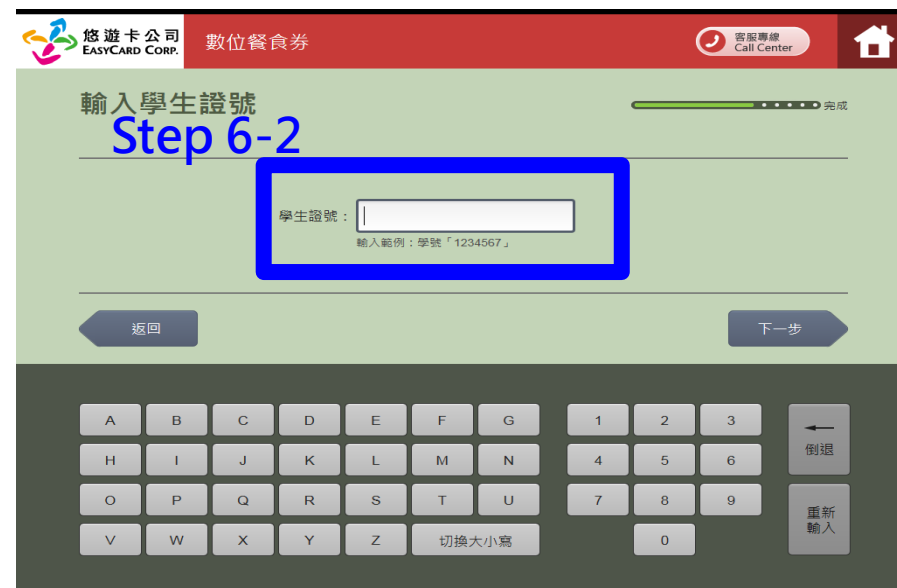 悠遊卡公司
EASYCARD CORP.
數位餐食券
客服專線
Call Center
輸入學生證號
完成
Step 6-2
學生證號：
輸入範例：學號「1234567」
返回
下一步
A B C D E F G 1 2 3
倒退
H I J K L M N 4 5 6
O P Q R S T U 7 8 9
重新
輸入
V W X Y Z 切換大小寫 0